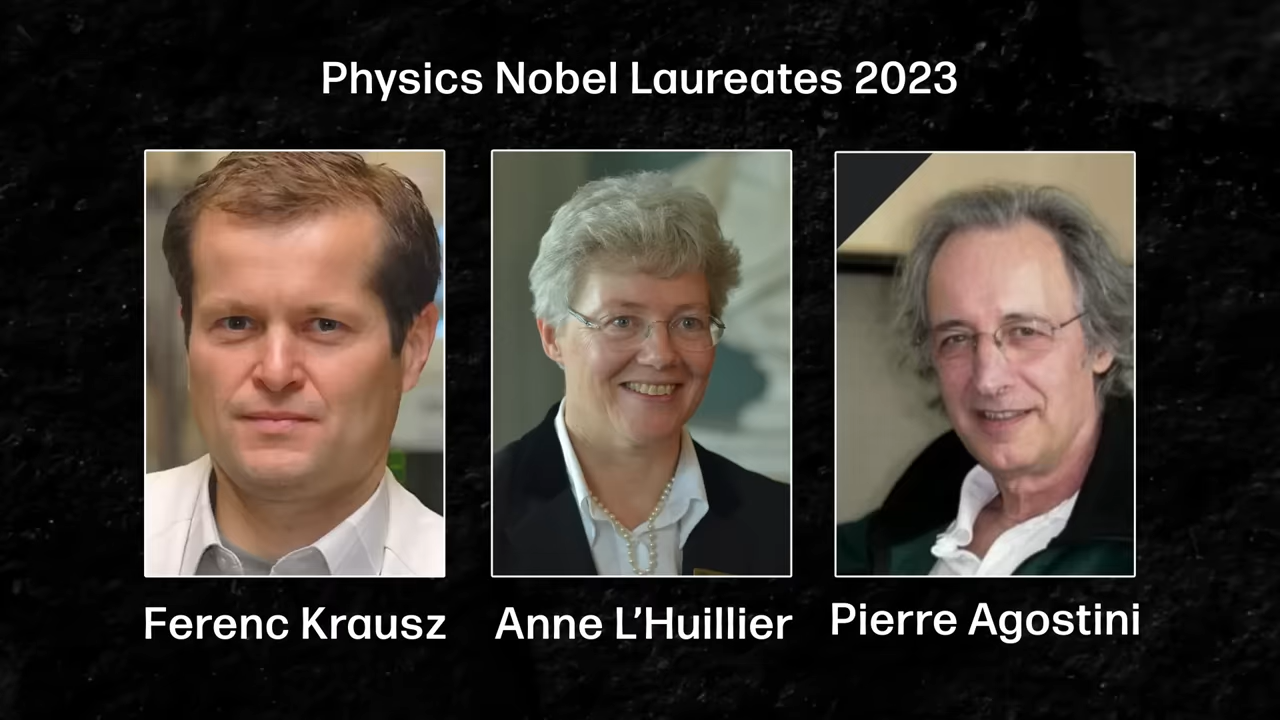 Physics Nobel Laureates 2023
Ferenc Krausz
Anne L’Huillier
Pierre Agostini